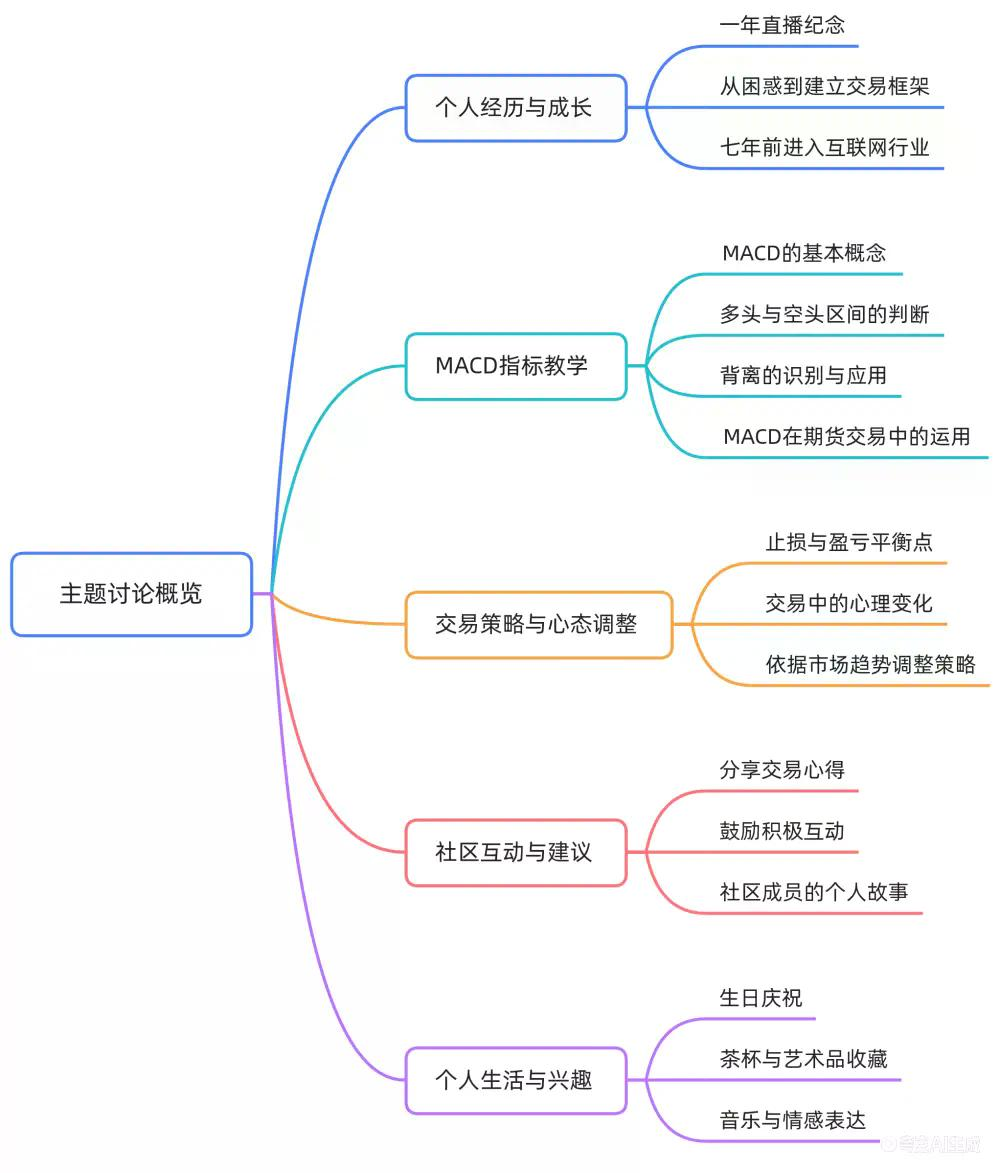 主题讨论概览
个人经历与成长
一年直播纪念
从困惑到建立交易框架
七年前进入互联网行业
MACD指标教学
MACD的基本概念
多头与空头区间的判断
背离的识别与应用
MACD在期货交易中的运用
交易策略与心态调整
止损与盈亏平衡点
交易中的心理变化
依据市场趋势调整策略
社区互动与建议
分享交易心得
鼓励积极互动
社区成员的个人故事
个人生活与兴趣
生日庆祝
茶杯与艺术品收藏
音乐与情感表达
AI生成